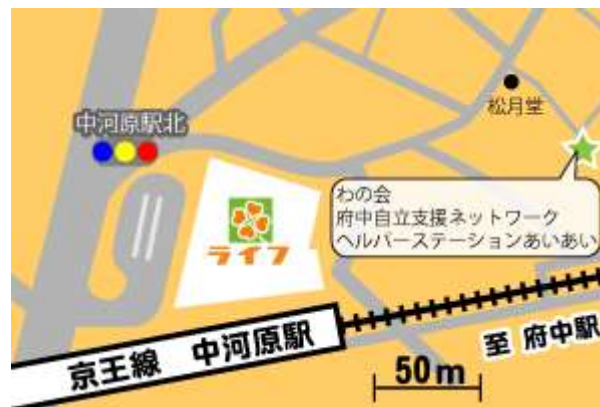 中河原駅北
松月堂
わの会
府中自立支援ネットワーク
ヘルパーステーションあいあい
ライフ
京王線 中河原駅
至 府中駅
50m